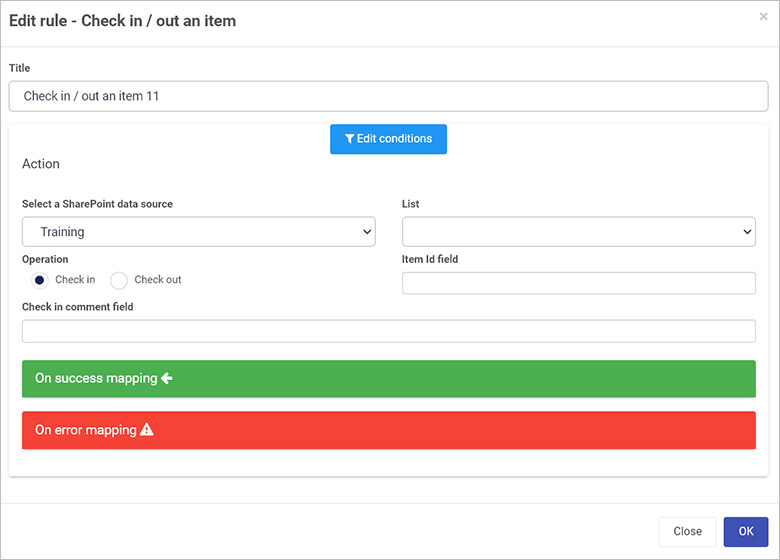 Edit rule - Check in / out an item
×
Title
Check in / out an item 11
Edit conditions
Action
Select a SharePoint data source
List
Training
Operation
Item Id field
Check in
Check out
Check in comment field
On success mapping
On error mapping
Close
OK